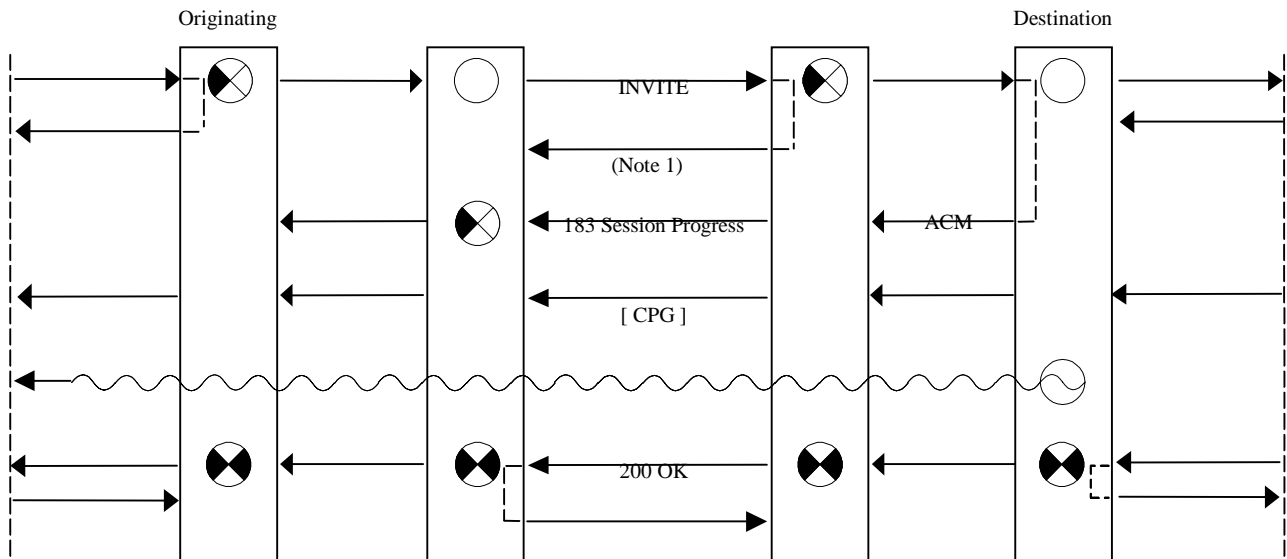 Originating
Destination
INVITE
(Note 1)
183 Session Progress
ACM
[ CPG ]
200 OK